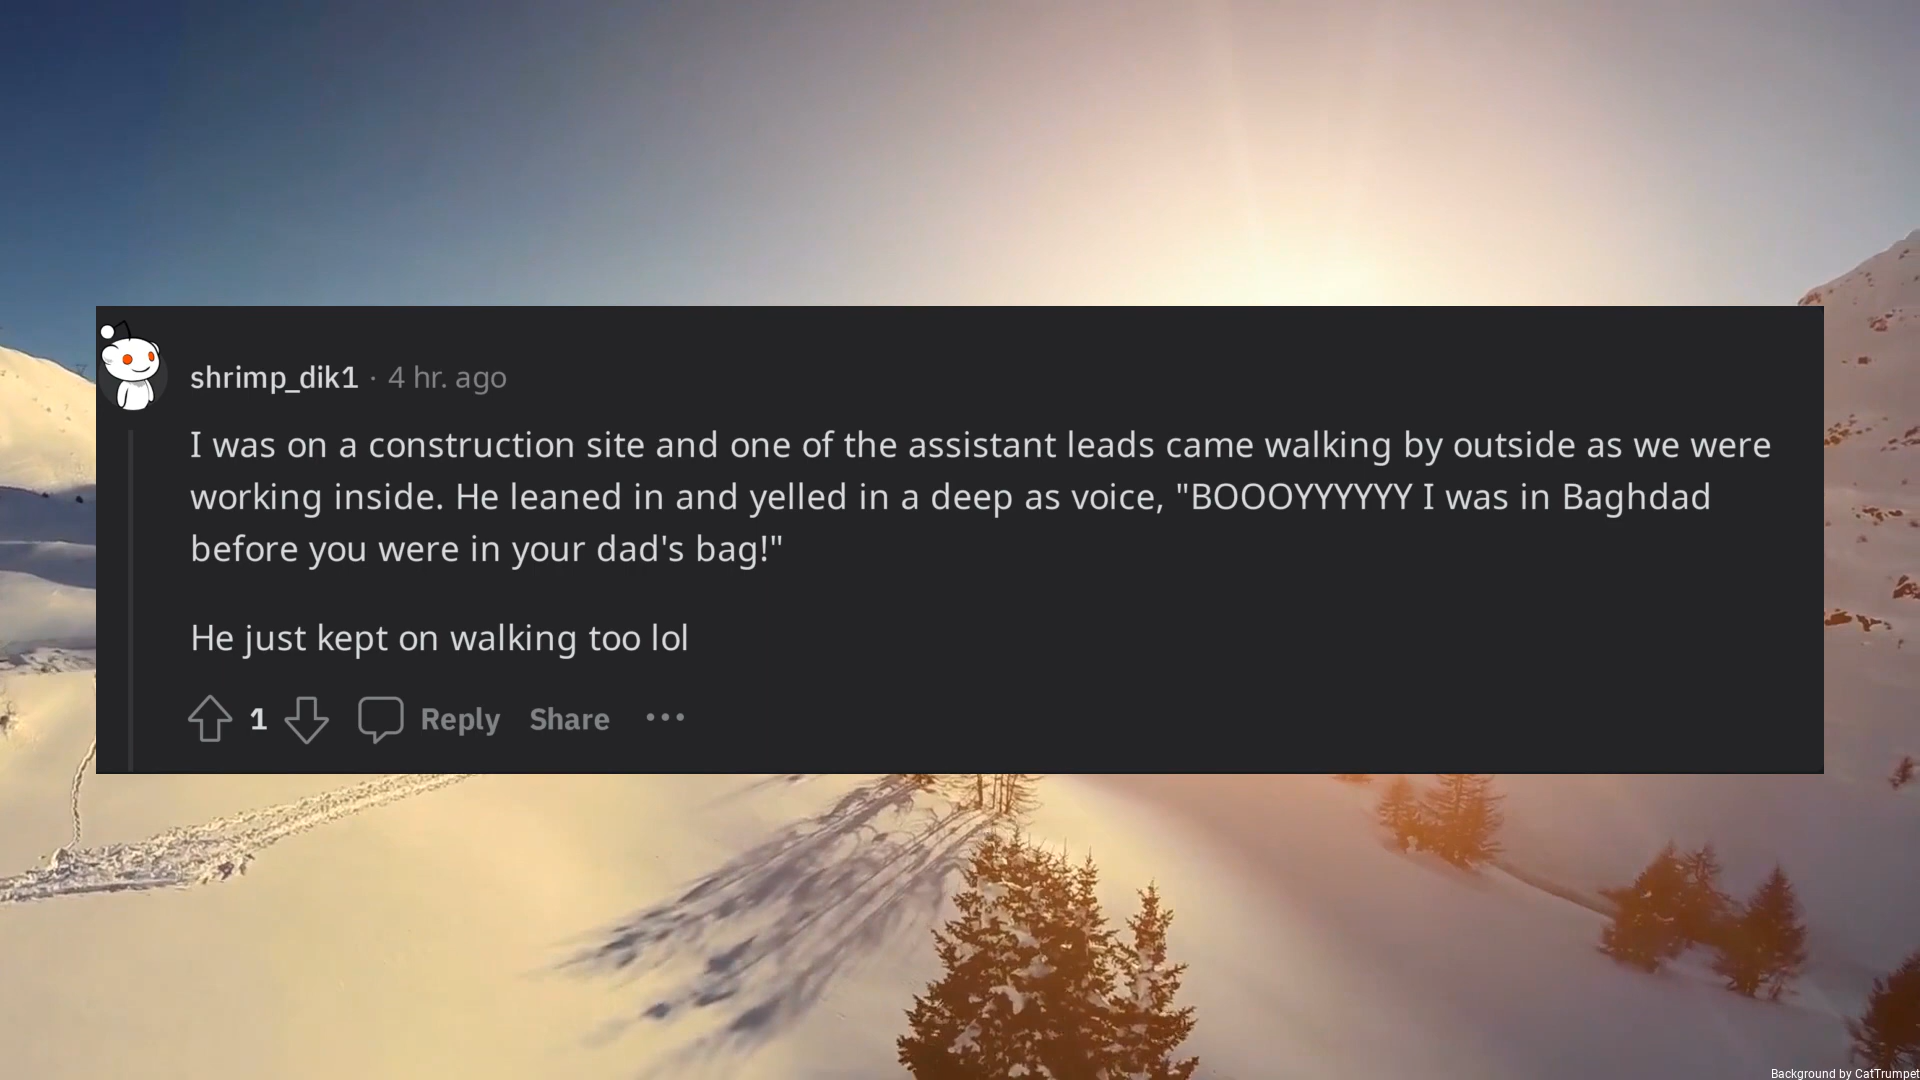 shrimp_dik1 · 4 hr. ago
I was on a construction site and one of the assistant leads came walking by outside as we were
working inside. He leaned in and yelled in a deep as voice, "BOOOYYYYYY I was in Baghdad
before you were in your dad's bag!"
He just kept on walking too lol
1 Reply Share ···
Background by CatTrumpet